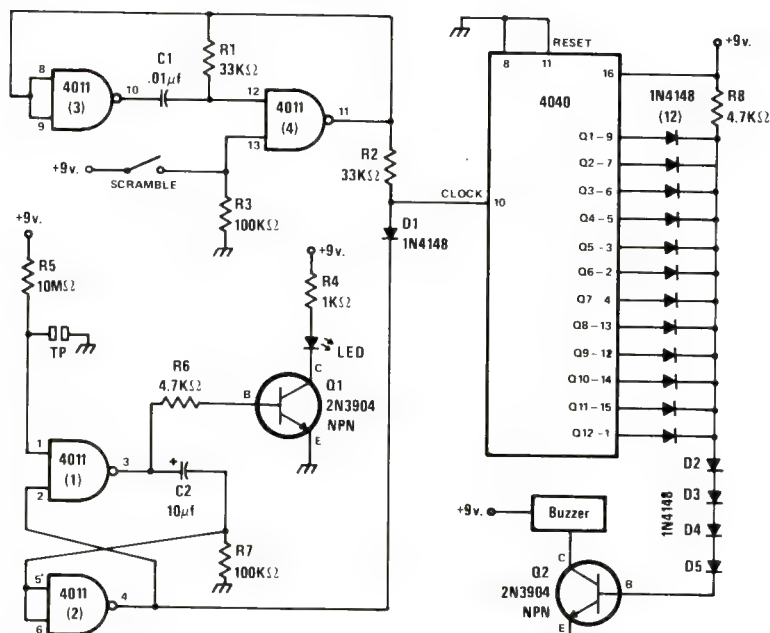 RESET
+9v.
C1
.01µf
R1
33KΩ
8
4011
(3)
10
9
12
4011
(4)
11
13
+9v.
SCRAMBLE
R3
100KΩ
R2
33KΩ
CLOCK
10
D1
1N4148
8
11
16
4040
1N4148
(12)
R8
4.7KΩ
Q1-9
Q2-7
Q3-6
Q4-5
Q5-3
Q6-2
Q7 4
Q8-13
Q9-12
Q10-14
Q11-15
Q12-1
+9v.
R5
10MΩ
TP
+9v.
R4
1KΩ
LED
R6
4.7KΩ
C
B
Q1
2N3904
NPN
E
1
4011
(1)
3
2
+
C2
10µf
R7
100KΩ
5'
4011
(2)
4
6
D2
D3
1N4148
D4
D5
+9v.
Buzzer
C
Q2
2N3904
NPN
B
E